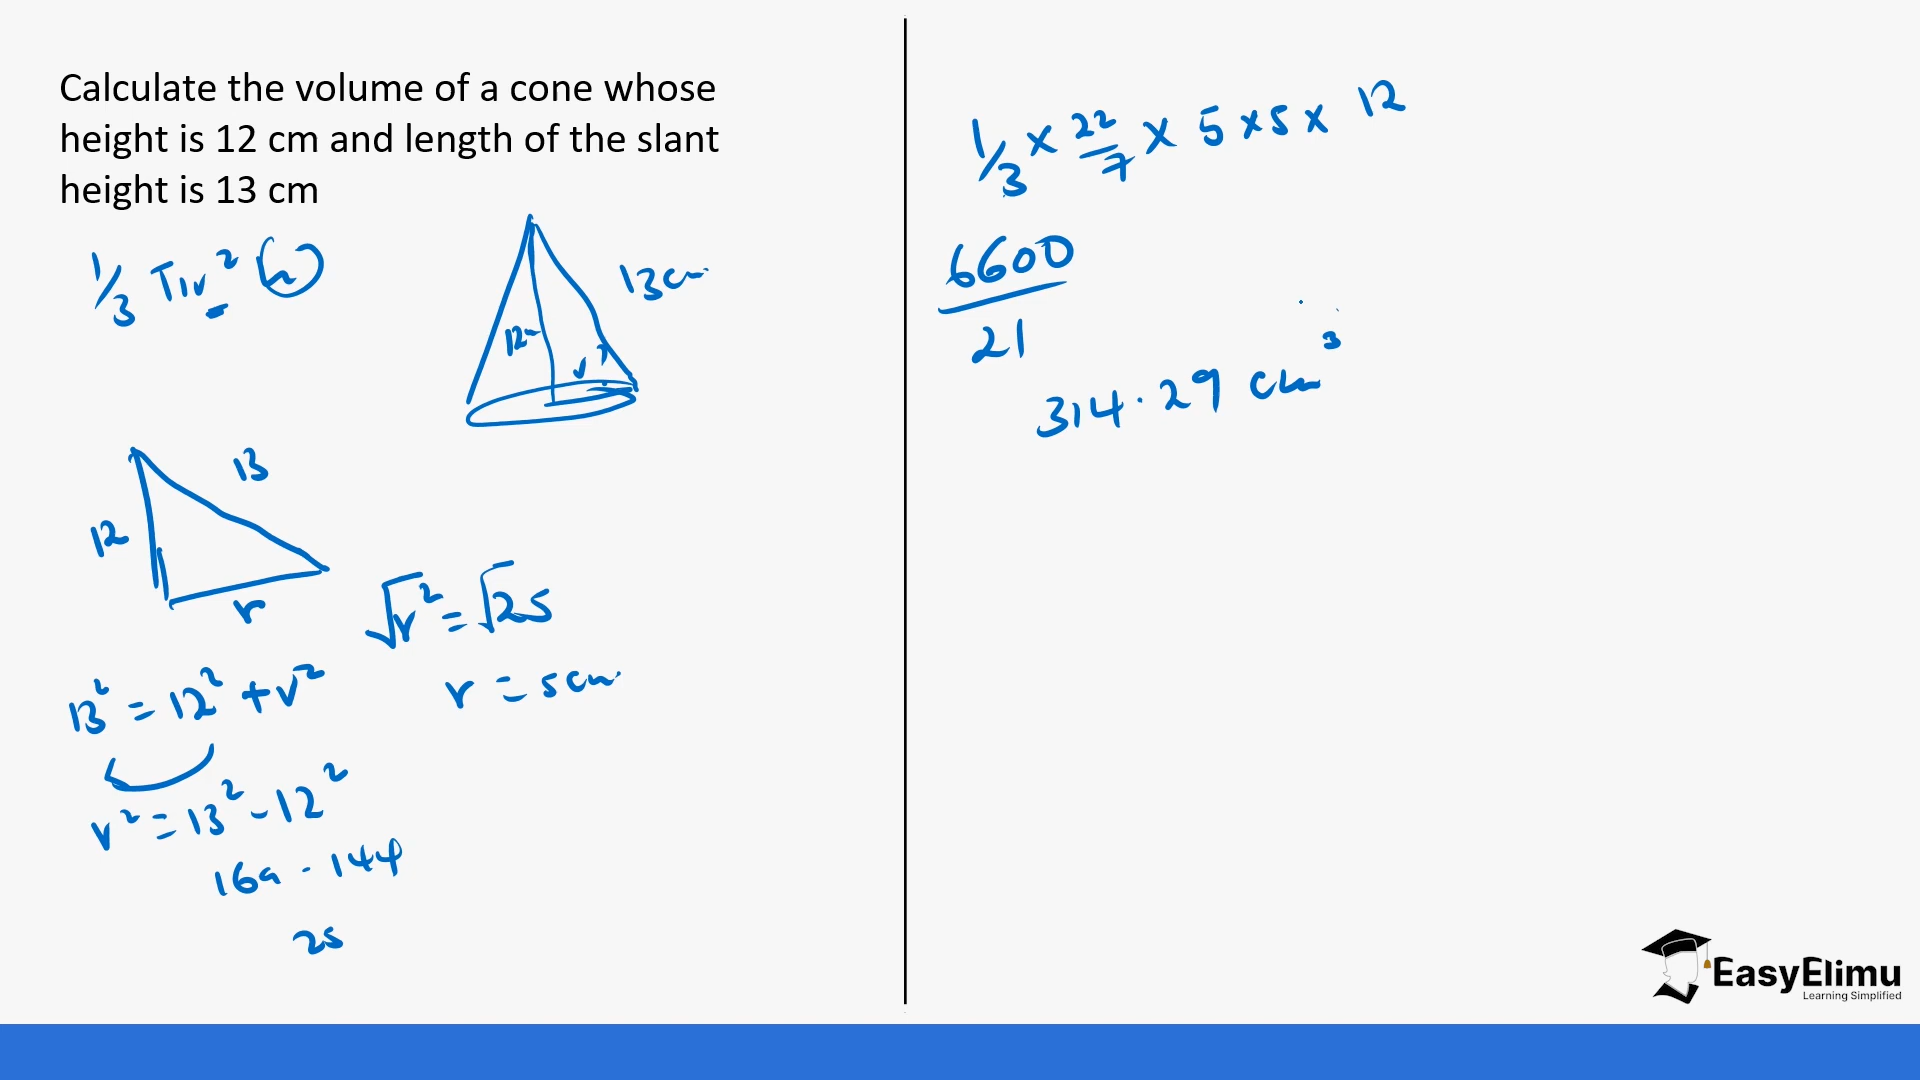 Calculate the volume of a cone whose
height is 12 cm and length of the slant
height is 13 cm
1/3 πr² h
13cm
12
r
13
12
r
√r² = √25
r = 5cm
13² = 12² + r²
r² = 13² - 12²
169 - 144
25
1/3 × 22/7 × 5 × 5 × 12
6600
21
314.29 cm³
EasyElimu
Learning Simplified